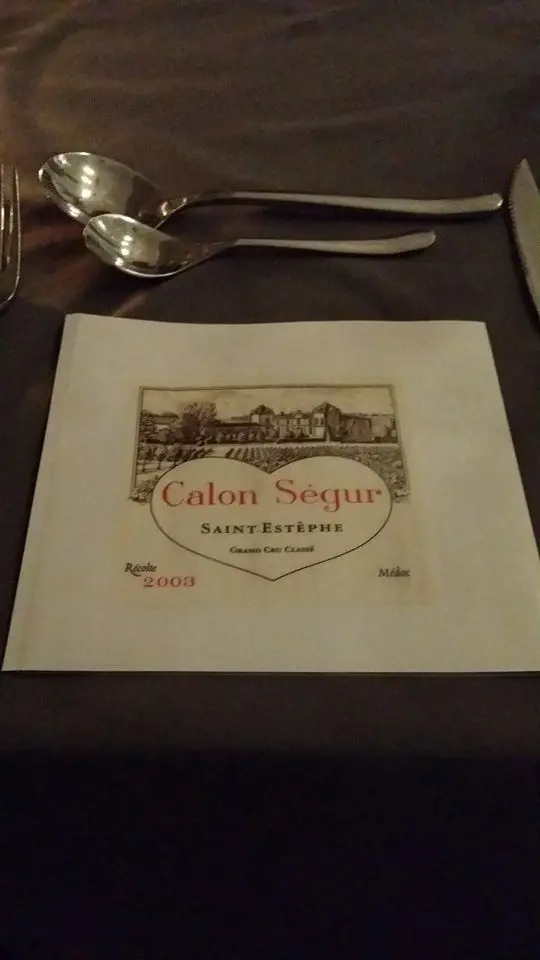 Calon Ségur
SAINT-ESTÈPHE
GRAND CRU CLASSÉ
Récolte
2003
Médoc